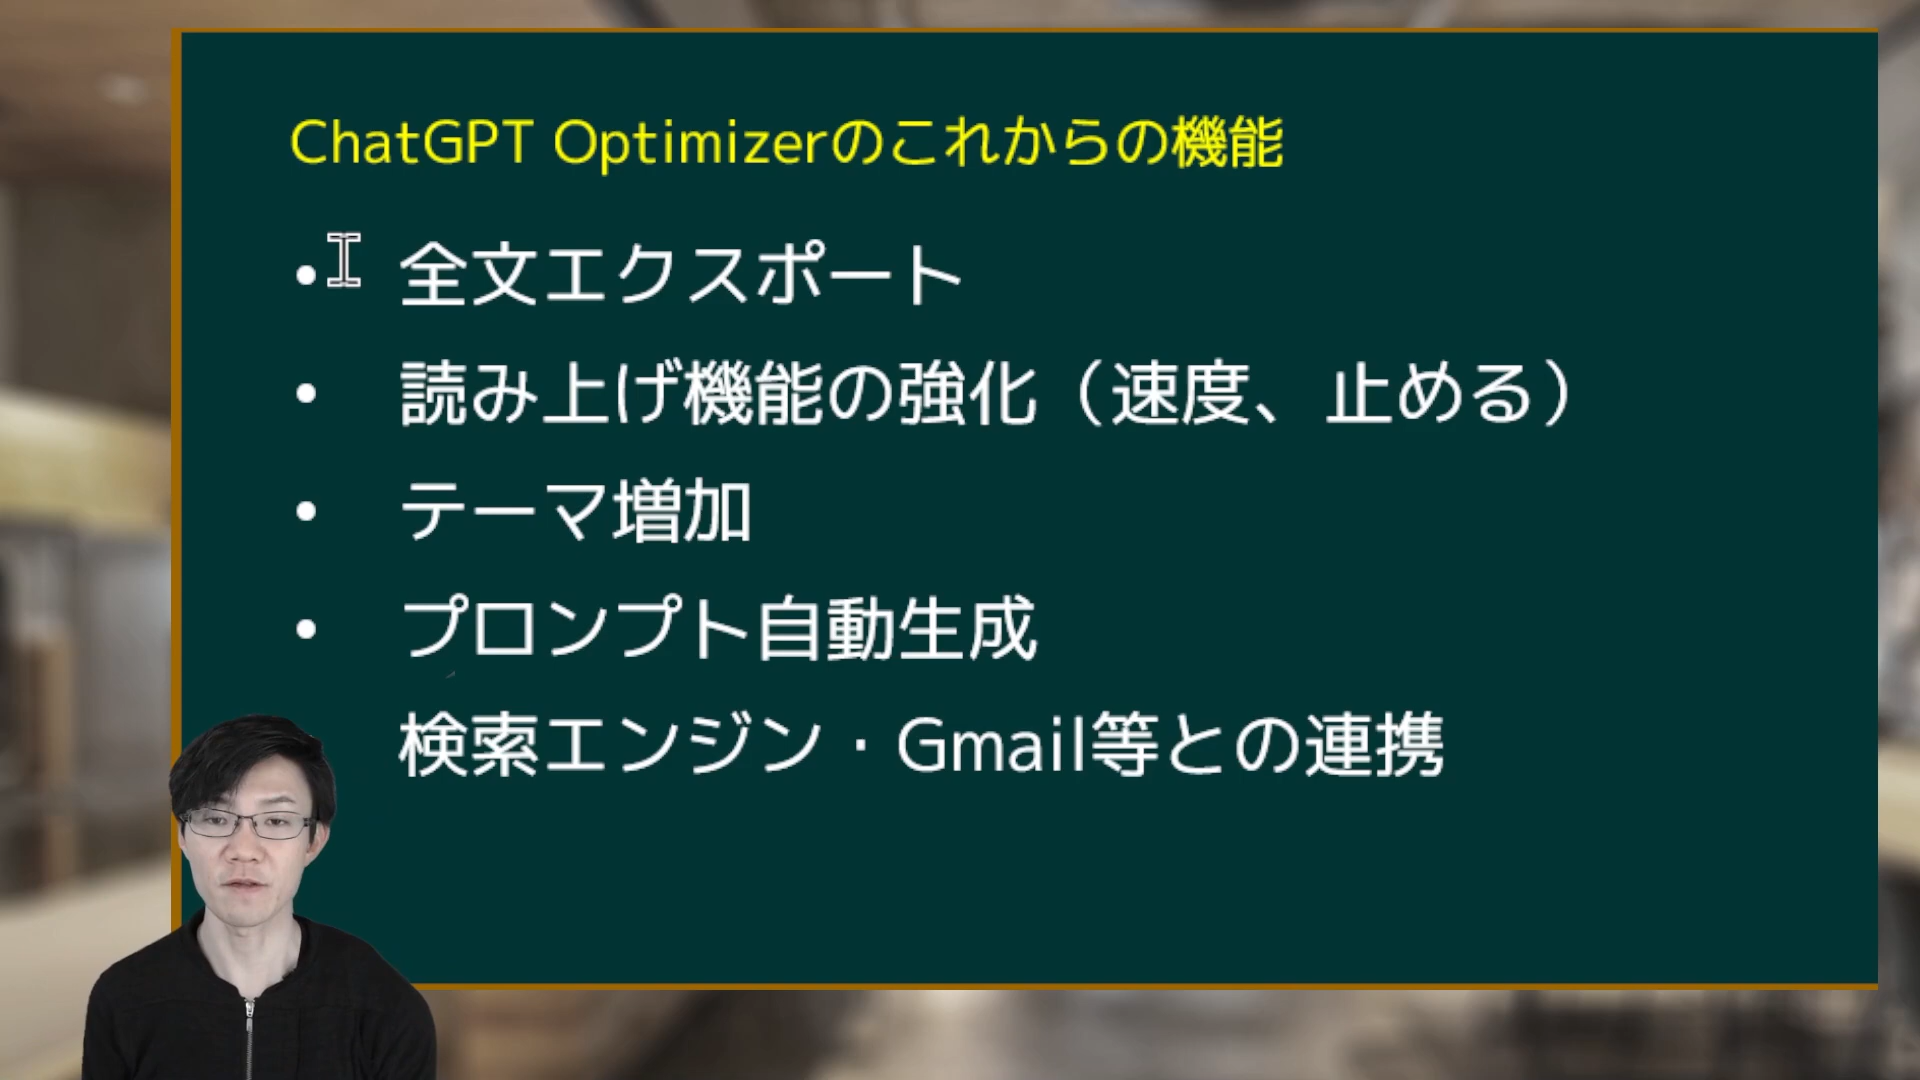 ChatGPT Optimizerのこれからの機能
• 全文エクスポート
• 読み上げ機能の強化（速度、止める）
• テーマ増加
• プロンプト自動生成
検索エンジン・Gmail等との連携